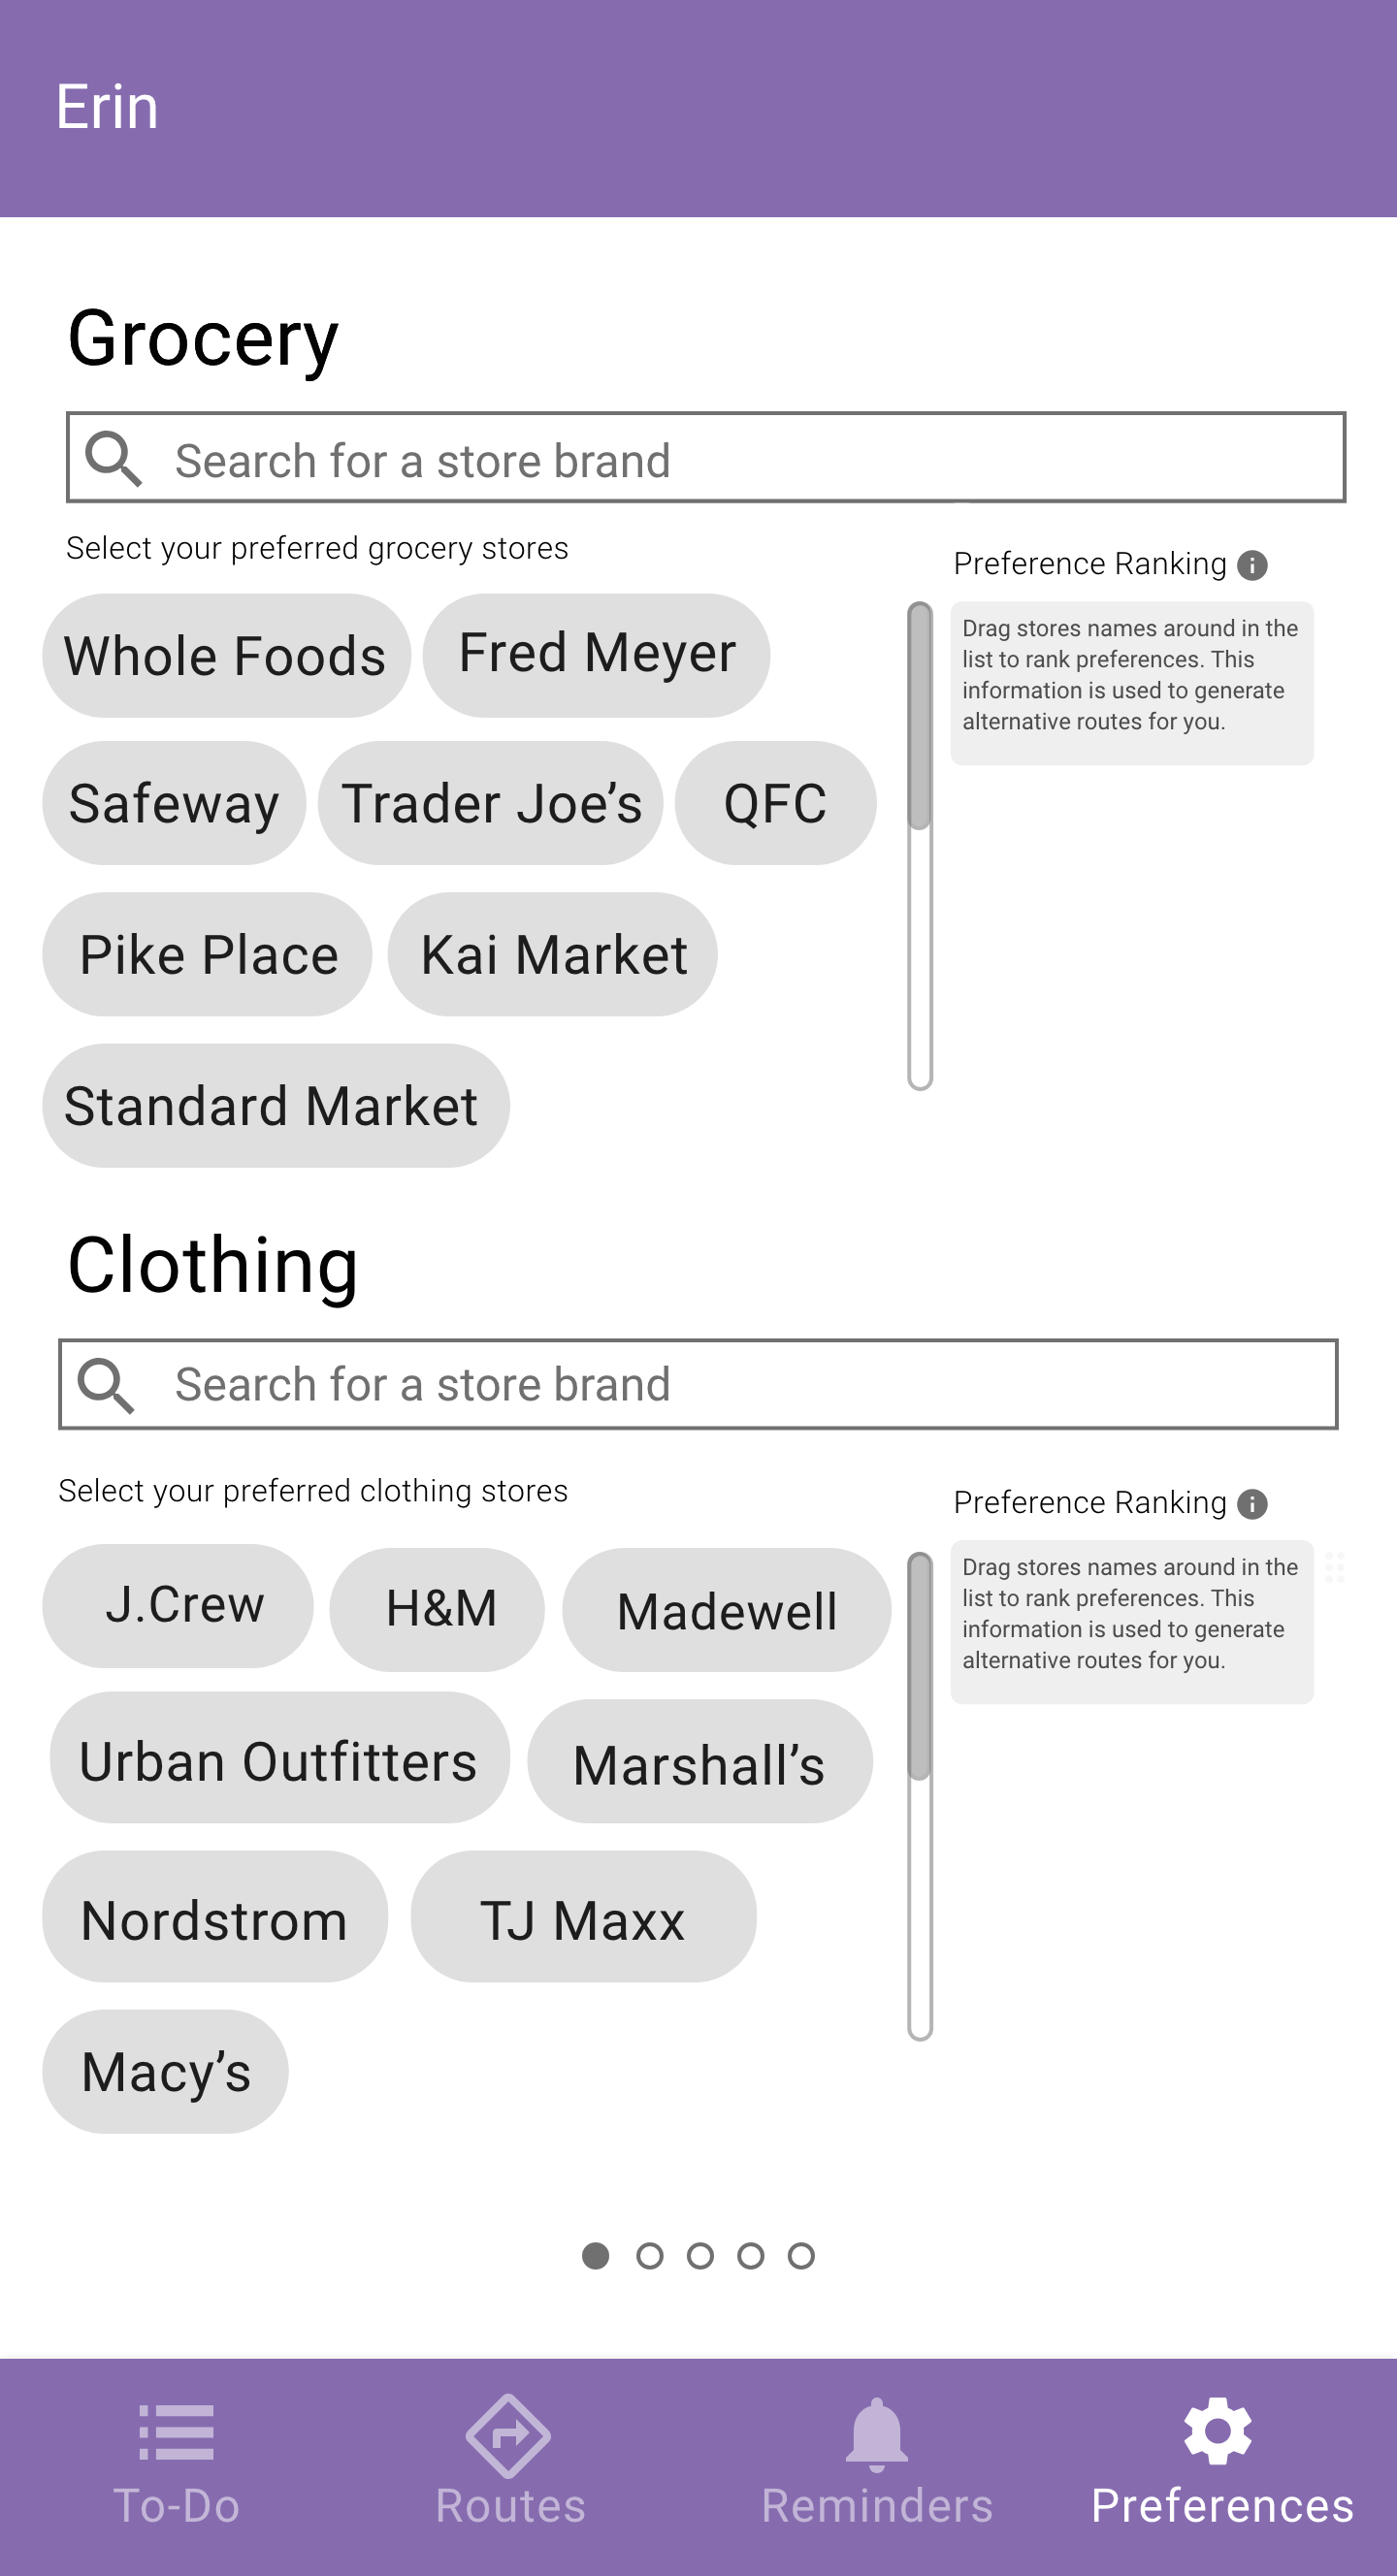 Erin
Grocery
Search for a store brand
Select your preferred grocery stores
Preference Ranking
Whole Foods
Fred Meyer
Drag stores names around in the
list to rank preferences. This
information is used to generate
alternative routes for you.
Safeway
Trader Joe’s
QFC
Pike Place
Kai Market
Standard Market
Clothing
Search for a store brand
Select your preferred clothing stores
Preference Ranking
J.Crew
H&M
Madewell
Drag stores names around in the
list to rank preferences. This
information is used to generate
alternative routes for you.
Urban Outfitters
Marshall’s
Nordstrom
TJ Maxx
Macy’s
To-Do
Routes
Reminders
Preferences